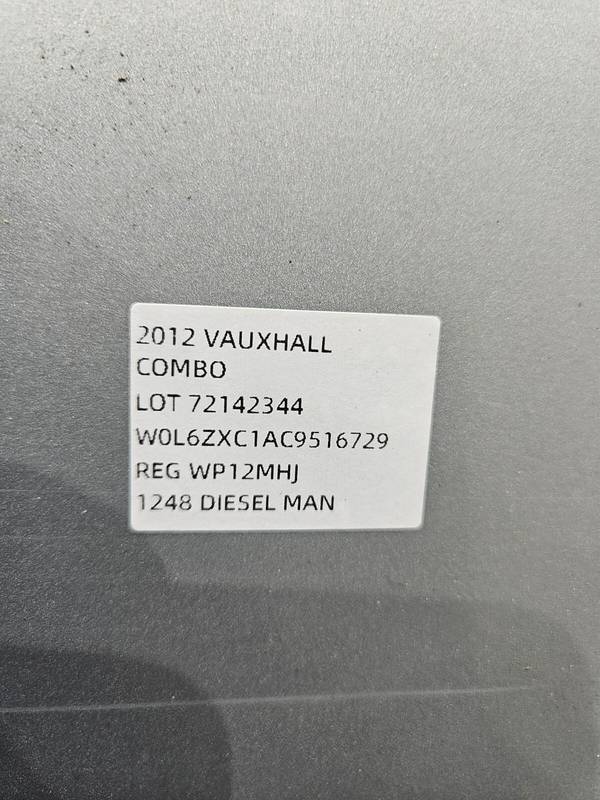 2012 VAUXHALL
COMBO
LOT 72142344
W0L6ZXC1AC9516729
REG WP12MHJ
1248 DIESEL MAN